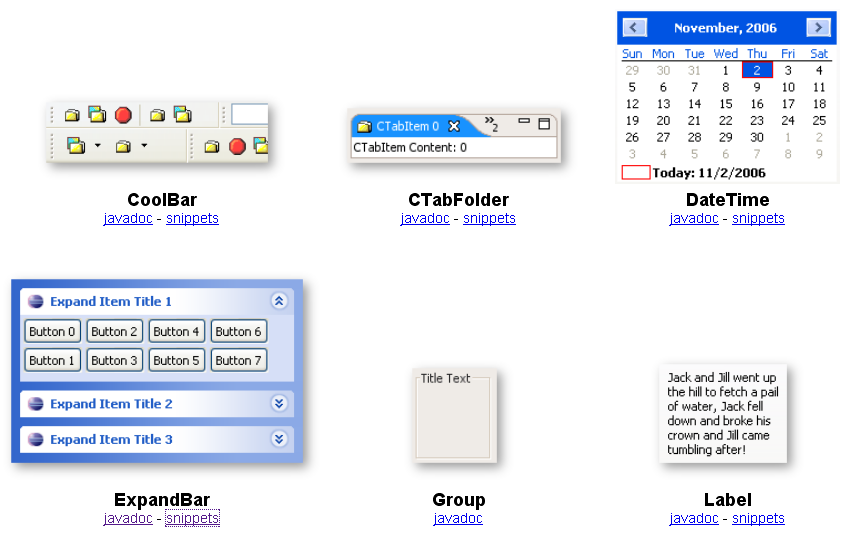 CTabItem 0 »2
CTabItem Content: 0
November, 2006
Sun Mon Tue Wed Thu Fri Sat
29 30 31 1 2 3 4
5 6 7 8 9 10 11
12 13 14 15 16 17 18
19 20 21 22 23 24 25
26 27 28 29 30 1 2
3 4 5 6 7 8 9
Today: 11/2/2006
CoolBar
javadoc - snippets
CTabFolder
javadoc - snippets
DateTime
javadoc - snippets
Expand Item Title 1
Button 0 Button 2 Button 4 Button 6
Button 1 Button 3 Button 5 Button 7
Expand Item Title 2
Expand Item Title 3
Title Text
Jack and Jill went up
the hill to fetch a pail
of water, Jack fell
down and broke his
crown and Jill came
tumbling after!
ExpandBar
javadoc - snippets
Group
javadoc
Label
javadoc - snippets